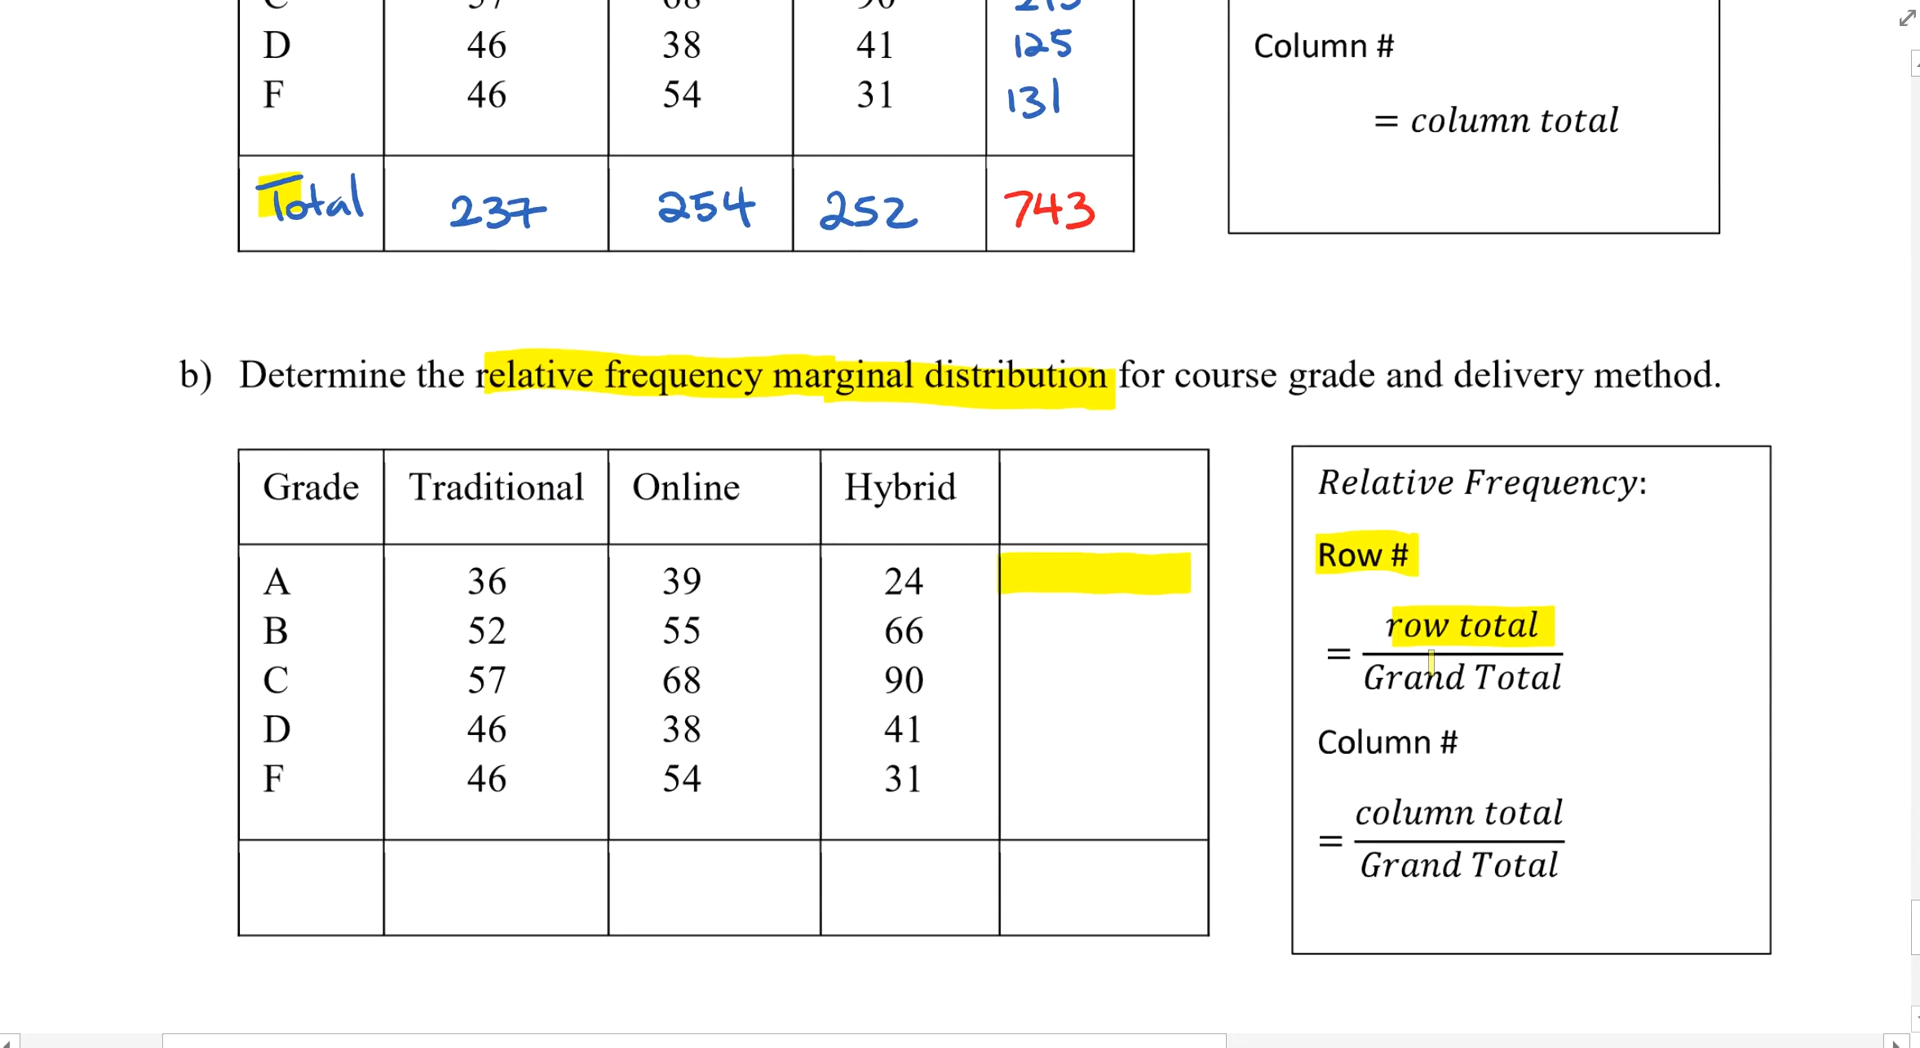 D 46 38 41 125 Column #
F 46 54 31 131
= column total
Total 237 254 252 743
b) Determine the relative frequency marginal distribution for course grade and delivery method.
Grade Traditional Online Hybrid
A 36 39 24
B 52 55 66
C 57 68 90
D 46 38 41
F 46 54 31
Relative Frequency:
Row #
= row total
Grand Total
Column #
= column total
Grand Total